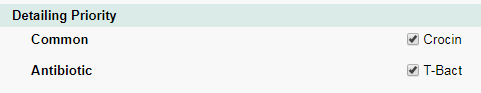 Detailing Priority
Common Crocin
Antibiotic T-Bact